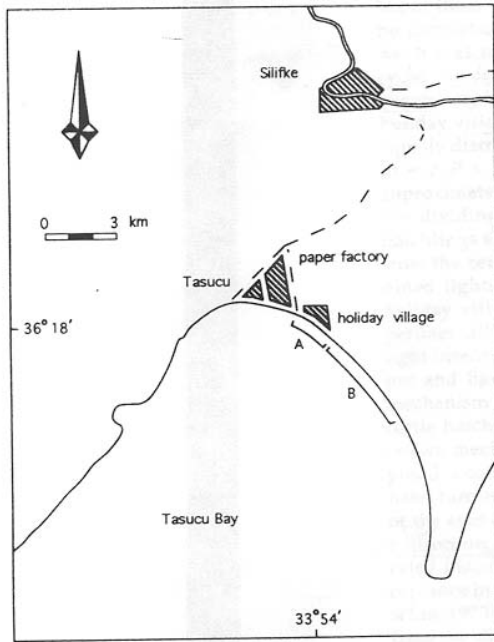 Silifke
0 3 km
paper factory
Tasucu
holiday village
36°18'
A
B
Tasucu Bay
33°54'